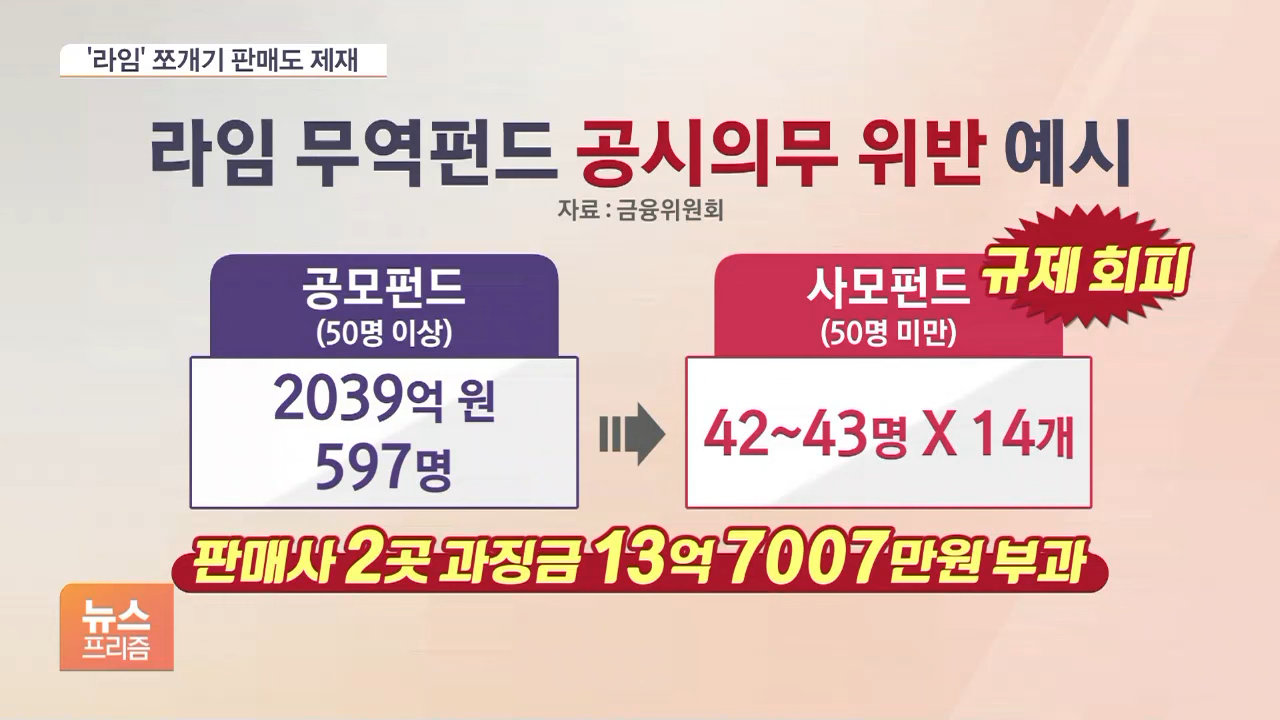 '라임' 쪼개기 판매도 제재
라임 무역펀드 공시의무 위반 예시
자료 : 금융위원회
규제 회피
공모펀드
(50명 이상)
2039억 원
597명
사모펀드
(50명 미만)
42~43명 X 14개
판매사 2곳 과징금 13억 7007만원 부과
뉴스
프리즘